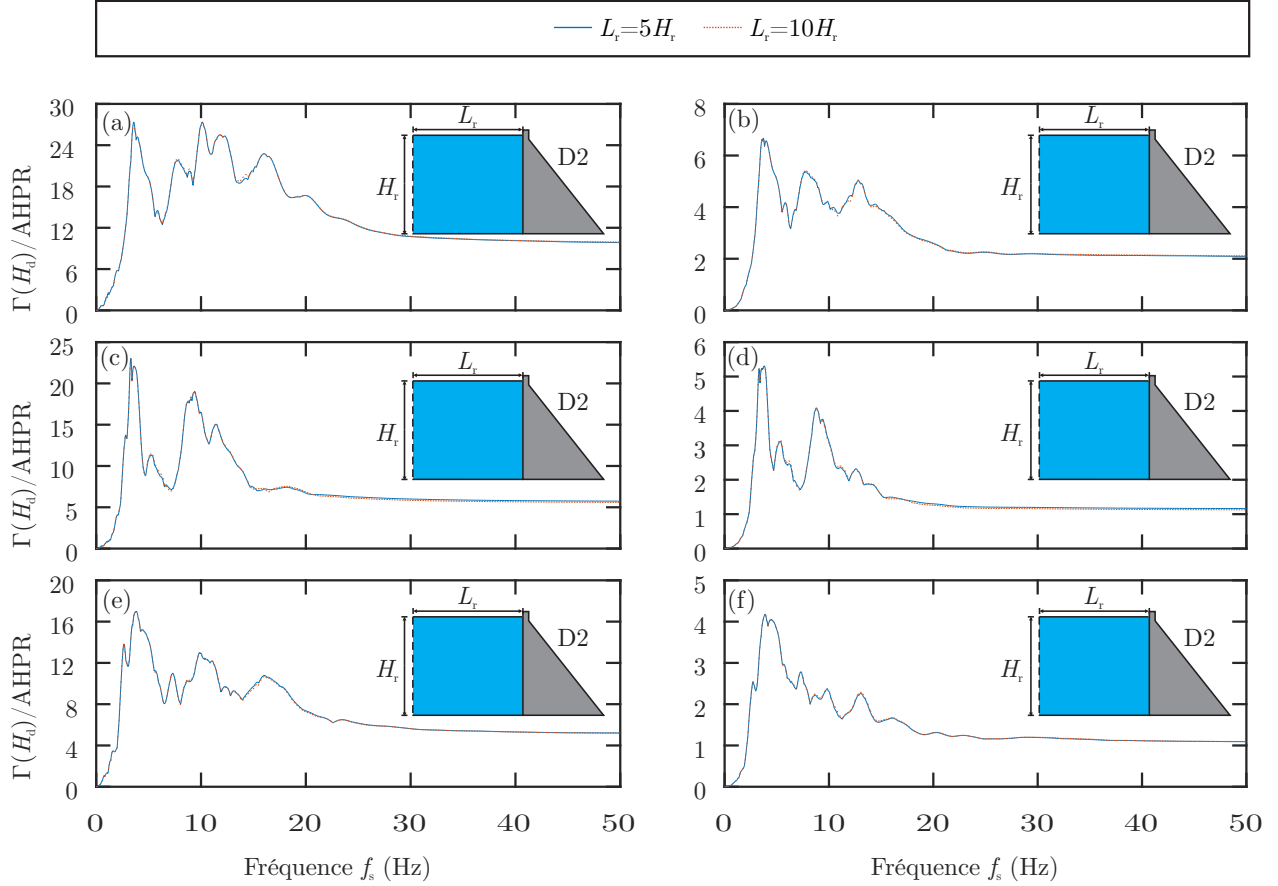 L_r=5H_r L_r=10H_r
(a)
Γ(H_d)/AHPR
30
24
18
12
6
0
L_r
H_r
D2
(b)
8
6
4
2
0
L_r
H_r
D2
(c)
Γ(H_d)/AHPR
25
20
15
10
5
0
L_r
H_r
D2
(d)
6
5
4
3
2
1
0
L_r
H_r
D2
(e)
Γ(H_d)/AHPR
20
16
12
8
4
0
L_r
H_r
D2
0 10 20 30 40 50
Fréquence f_s (Hz)
(f)
5
4
3
2
1
0
L_r
H_r
D2
0 10 20 30 40 50
Fréquence f_s (Hz)